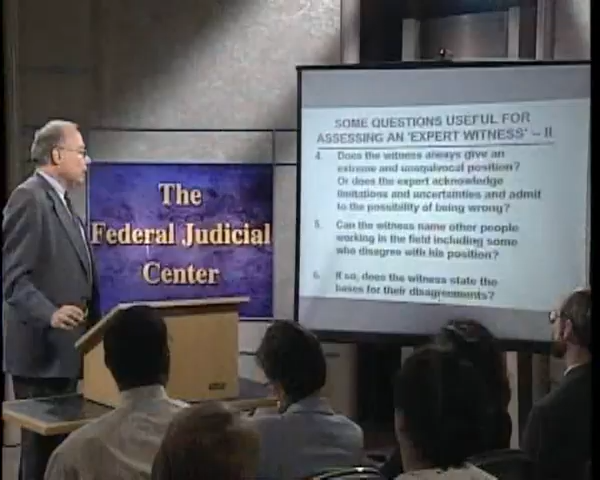 The
Federal Judicial
Center
SOME QUESTIONS USEFUL FOR
ASSESSING AN 'EXPERT WITNESS' – II
4. Does the witness always give an
extreme and unequivocal position?
Or does the expert acknowledge
limitations and uncertainties and admit
to the possibility of being wrong?
5. Can the witness name other people
working in the field including some
who disagree with his position?
6. If so, does the witness state the
bases for their disagreements?